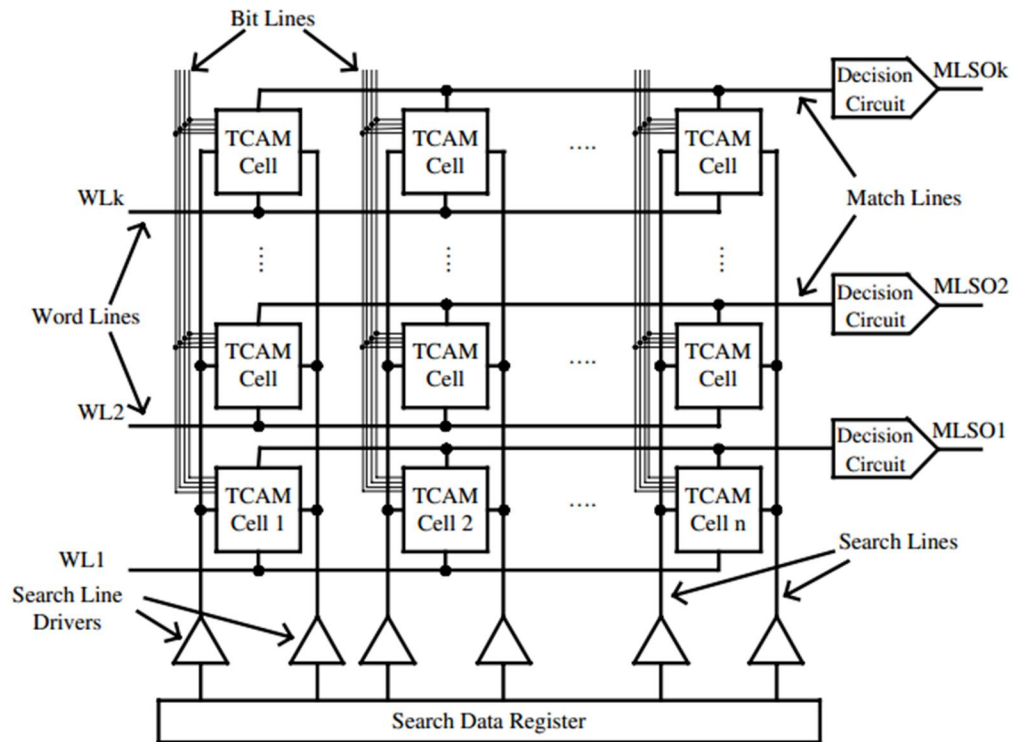 Bit Lines
Decision
Circuit
MLSOk
TCAM
Cell
TCAM
Cell
....
TCAM
Cell
WLk
Match Lines
Word Lines
Decision
Circuit
MLSO2
TCAM
Cell
TCAM
Cell
....
TCAM
Cell
WL2
Decision
Circuit
MLSO1
TCAM
Cell 1
TCAM
Cell 2
....
TCAM
Cell n
WL1
Search Lines
Search Line
Drivers
Search Data Register